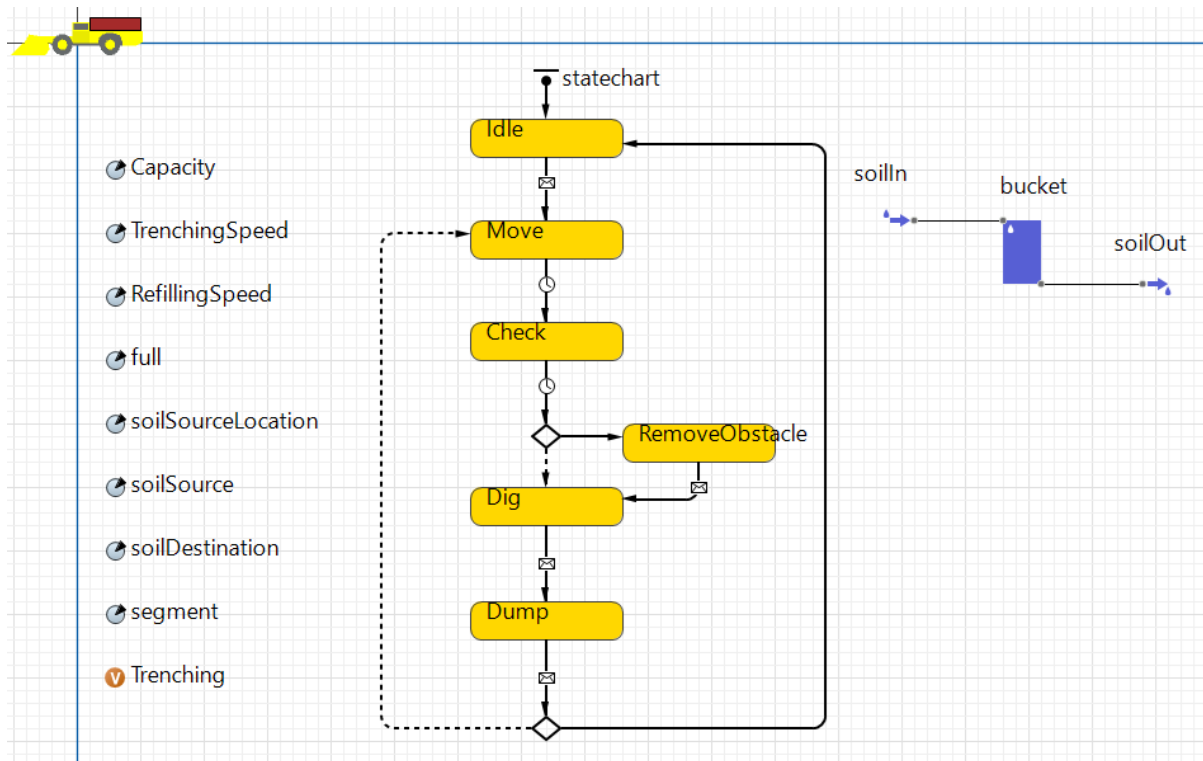 statechart
Idle
Capacity
soilIn
bucket
TrenchingSpeed
Move
soilOut
RefillingSpeed
Check
full
soilSourceLocation
RemoveObstacle
soilSource
Dig
soilDestination
segment
Dump
V Trenching